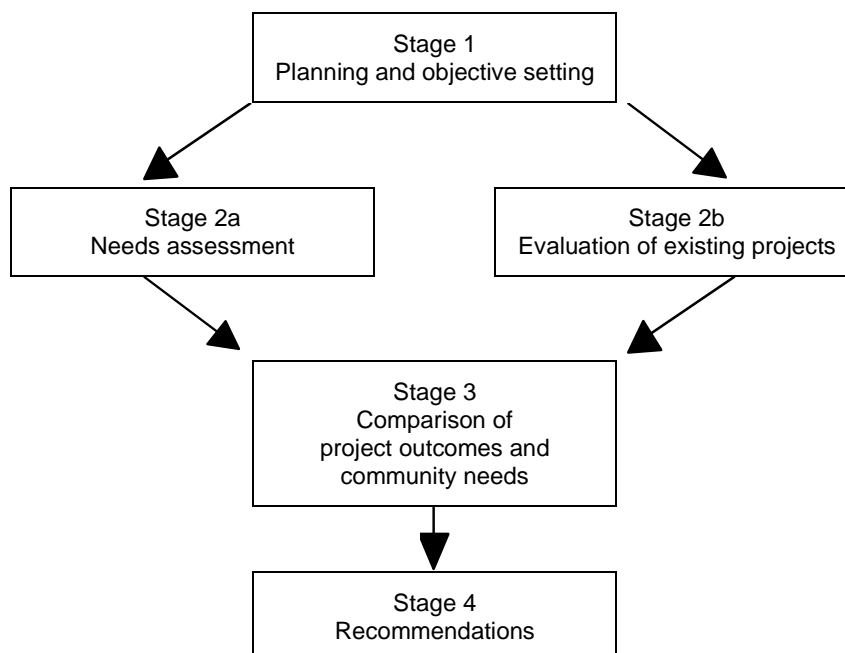 Stage 1
Planning and objective setting
Stage 2a
Needs assessment
Stage 2b
Evaluation of existing projects
Stage 3
Comparison of
project outcomes and
community needs
Stage 4
Recommendations